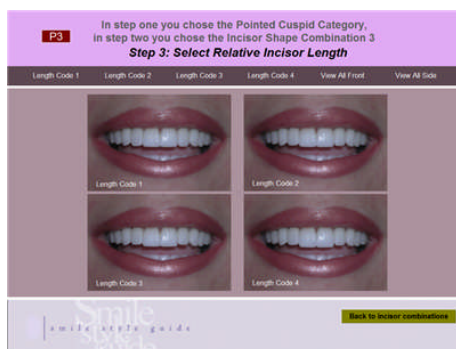 P3
In step one you chose the Pointed Cuspid Category,
in step two you chose the Incisor Shape Combination 3
Step 3: Select Relative Incisor Length
Length Code 1 Length Code 2 Length Code 3 Length Code 4 View All Front View All Side
Length Code 1
Length Code 2
Length Code 3
Length Code 4
Back to incisor combinations
Smile
smile style guide
style
guide